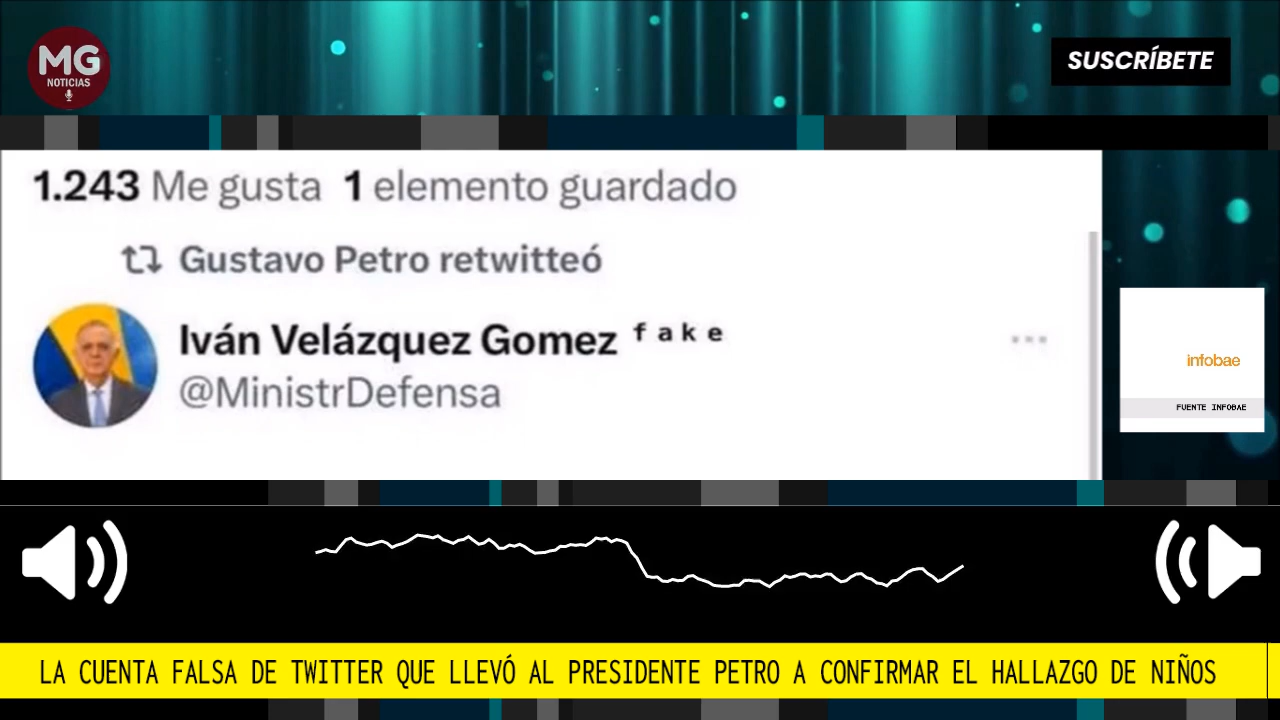 MG
NOTICIAS
SUSCRÍBETE
1.243 Me gusta 1 elemento guardado
Gustavo Petro retwitteó
Iván Velázquez Gomez ᶠᵃᵏᵉ
@MinistrDefensa
infobae
FUENTE INFOBAE
LA CUENTA FALSA DE TWITTER QUE LLEVÓ AL PRESIDENTE PETRO A CONFIRMAR EL HALLAZGO DE NIÑOS